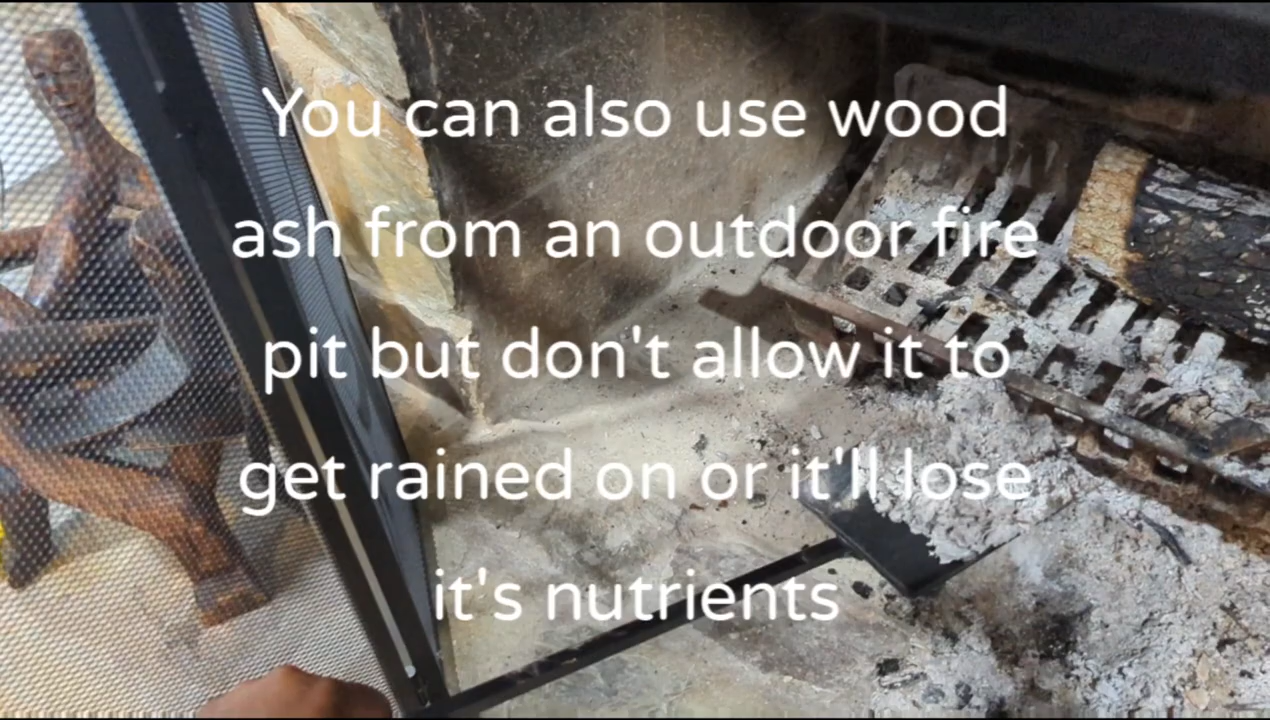 You can also use wood
ash from an outdoor fire
pit but don't allow it to
get rained on or it'll lose
it's nutrients